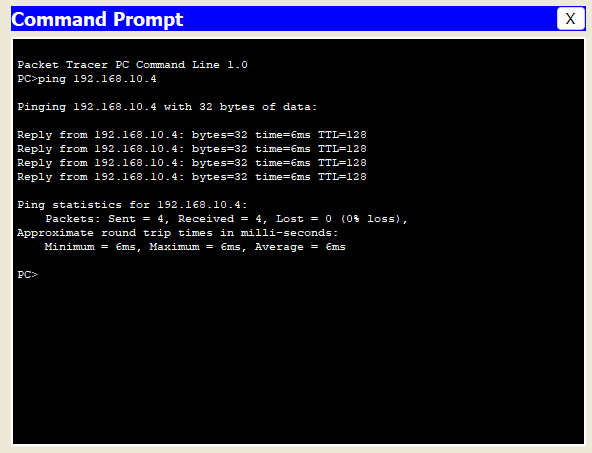 Command Prompt
X
Packet Tracer PC Command Line 1.0
PC>ping 192.168.10.4
Pinging 192.168.10.4 with 32 bytes of data:
Reply from 192.168.10.4: bytes=32 time=6ms TTL=128
Reply from 192.168.10.4: bytes=32 time=6ms TTL=128
Reply from 192.168.10.4: bytes=32 time=6ms TTL=128
Reply from 192.168.10.4: bytes=32 time=6ms TTL=128
Ping statistics for 192.168.10.4:
Packets: Sent = 4, Received = 4, Lost = 0 (0% loss),
Approximate round trip times in milli-seconds:
Minimum = 6ms, Maximum = 6ms, Average = 6ms
PC>